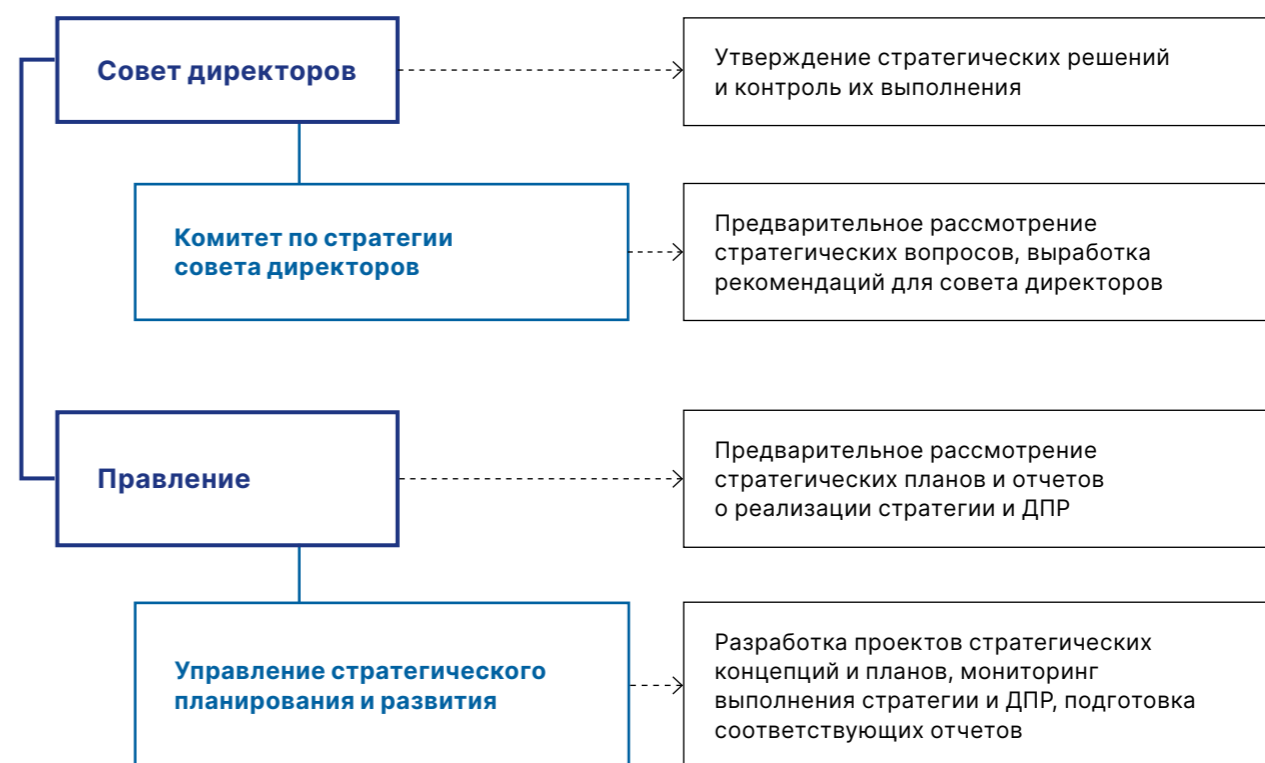 Совет директоров
Утверждение стратегических решений
и контроль их выполнения
Комитет по стратегии
совета директоров
Предварительное рассмотрение
стратегических вопросов, выработка
рекомендаций для совета директоров
Правление
Предварительное рассмотрение
стратегических планов и отчетов
о реализации стратегии и ДПР
Управление стратегического
планирования и развития
Разработка проектов стратегических
концепций и планов, мониторинг
выполнения стратегии и ДПР, подготовка
соответствующих отчетов